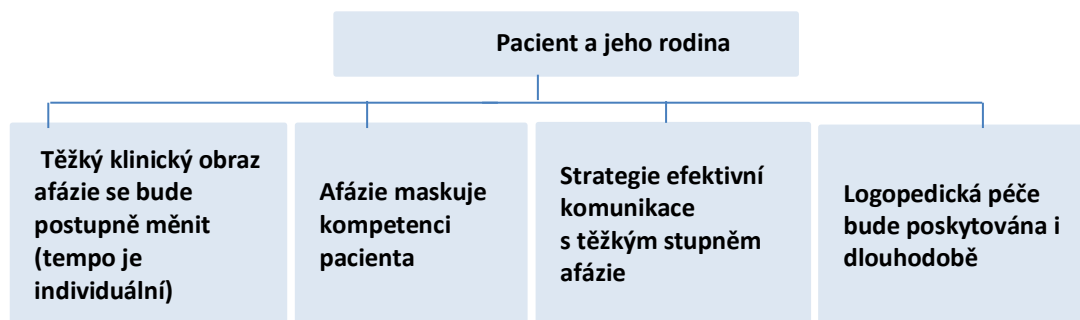 Pacient a jeho rodina
Těžký klinický obraz
afázie se bude
postupně měnit
(tempo je
individuální)
Afázie maskuje
kompetenci
pacienta
Strategie efektivní
komunikace
s těžkým stupněm
afázie
Logopedická péče
bude poskytována i
dlouhodobě